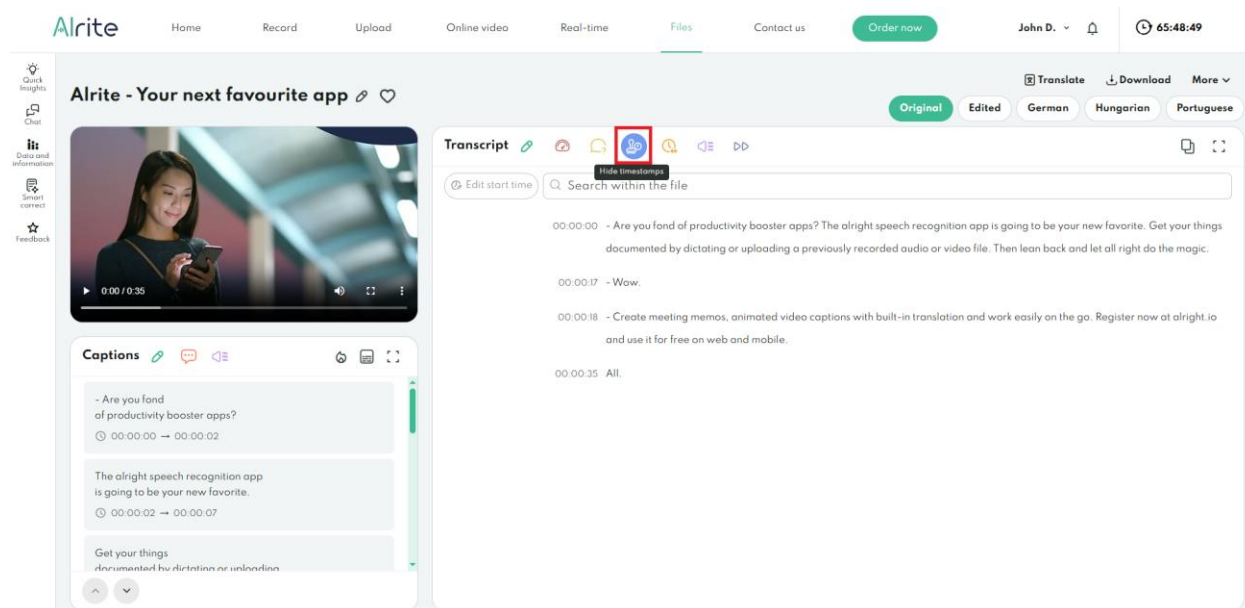 Alrite
Home
Record
Upload
Online video
Real-time
Files
Contact us
Order now
John D.
65:48:49
Quick
Insights
Chat
Data and
information
Smart
correct
Feedback
Alrite - Your next favourite app
Translate
Download
More
Original
Edited
German
Hungarian
Portuguese
0:00 / 0:35
Transcript
Hide timestamps
Edit start time
Search within the file
00:00:00 - Are you fond of productivity booster apps? The alright speech recognition app is going to be your new favorite. Get your things
documented by dictating or uploading a previously recorded audio or video file. Then lean back and let all right do the magic.
00:00:17 - Wow.
00:00:18 - Create meeting memos, animated video captions with built-in translation and work easily on the go. Register now at alright.io
and use it for free on web and mobile.
00:00:35 All.
Captions
- Are you fond
of productivity booster apps?
00:00:00 → 00:00:02
The alright speech recognition app
is going to be your new favorite.
00:00:02 → 00:00:07
Get your things
documented by dictating or uploading